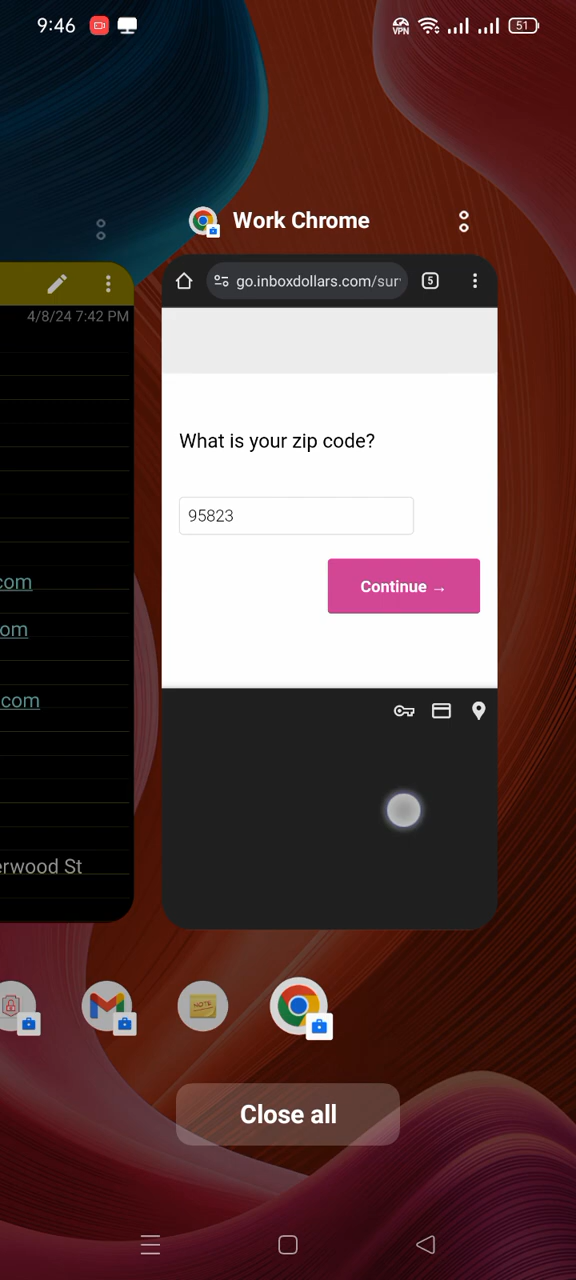 9:46
VPN
51
Work Chrome
4/8/24 7:42 PM
go.inboxdollars.com/sur
5
What is your zip code?
95823
com
om
Continue →
com
erwood St
NOTE
Close all